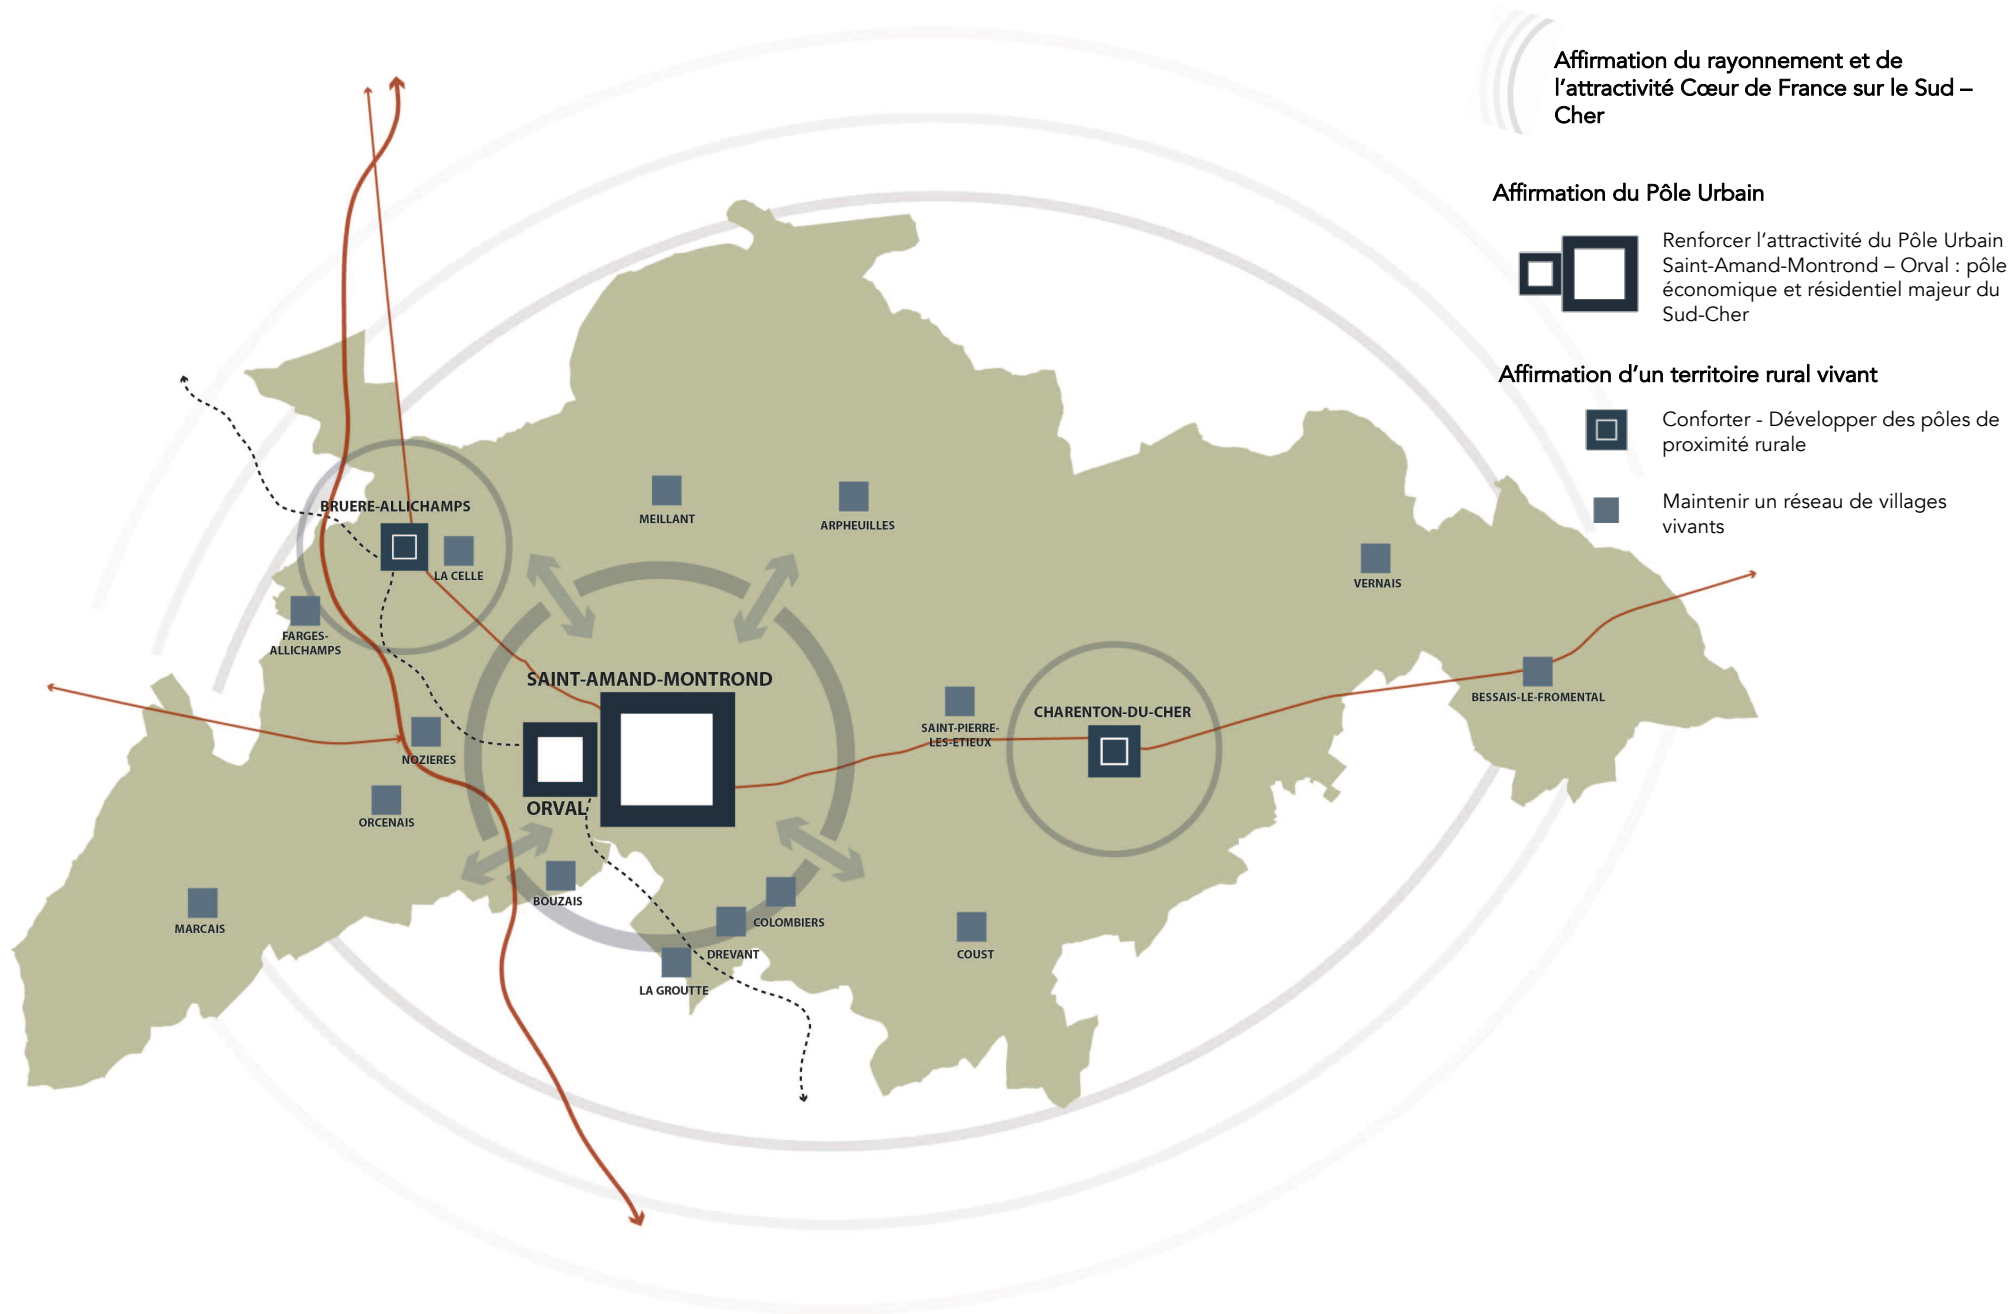 Affirmation du rayonnement et de
l'attractivité Cœur de France sur le Sud –
Cher
Affirmation du Pôle Urbain
Renforcer l'attractivité du Pôle Urbain
Saint-Amand-Montrond – Orval : pôle
économique et résidentiel majeur du
Sud-Cher
Affirmation d'un territoire rural vivant
Conforter - Développer des pôles de
proximité rurale
Maintenir un réseau de villages
vivants
BRUERE-ALLICHAMPS
MEILLANT
ARPHEUILLES
LA CELLE
VERNAIS
FARGES-
ALLICHAMPS
SAINT-AMAND-MONTROND
BESSAIS-LE-FROMENTAL
CHARENTON-DU-CHER
SAINT-PIERRE-
LES-ETIEUX
NOZIERES
ORVAL
ORCENAIS
BOUZAIS
COLOMBIERS
MARCAIS
DREVANT
COUST
LA GROUTTE